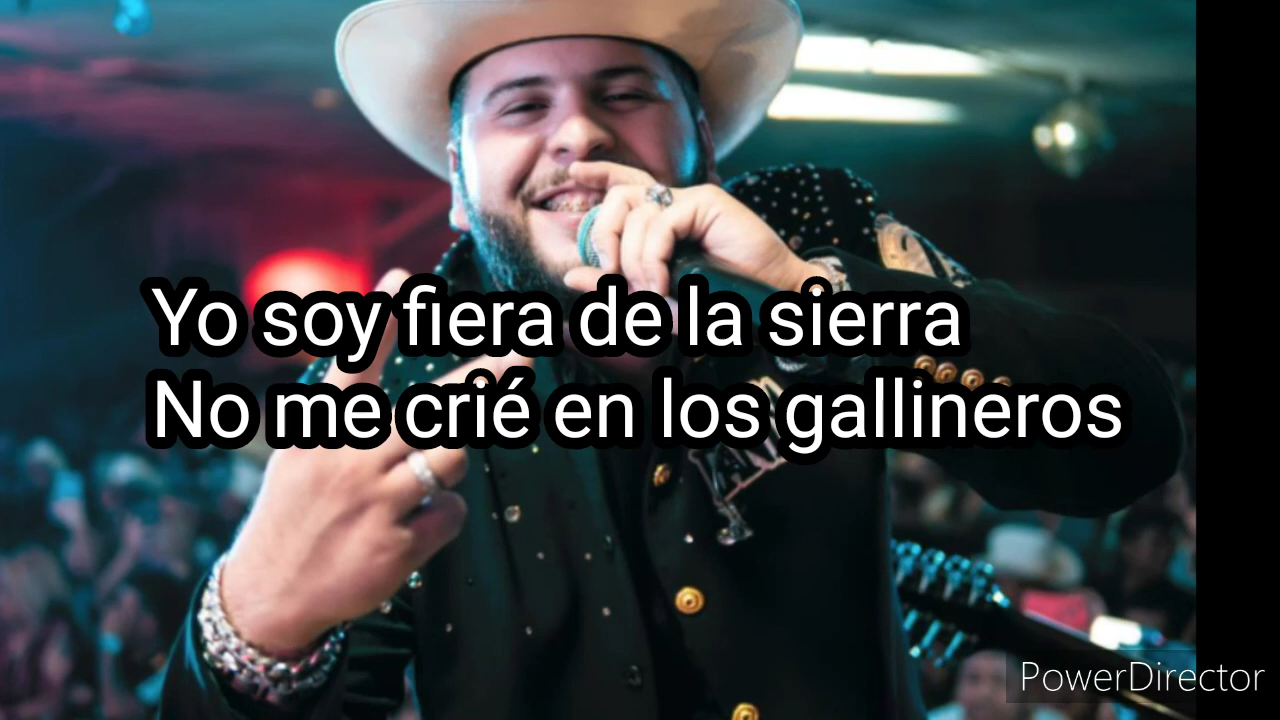 Yo soy fiera de la sierra
No me crié en los gallineros
PowerDirector